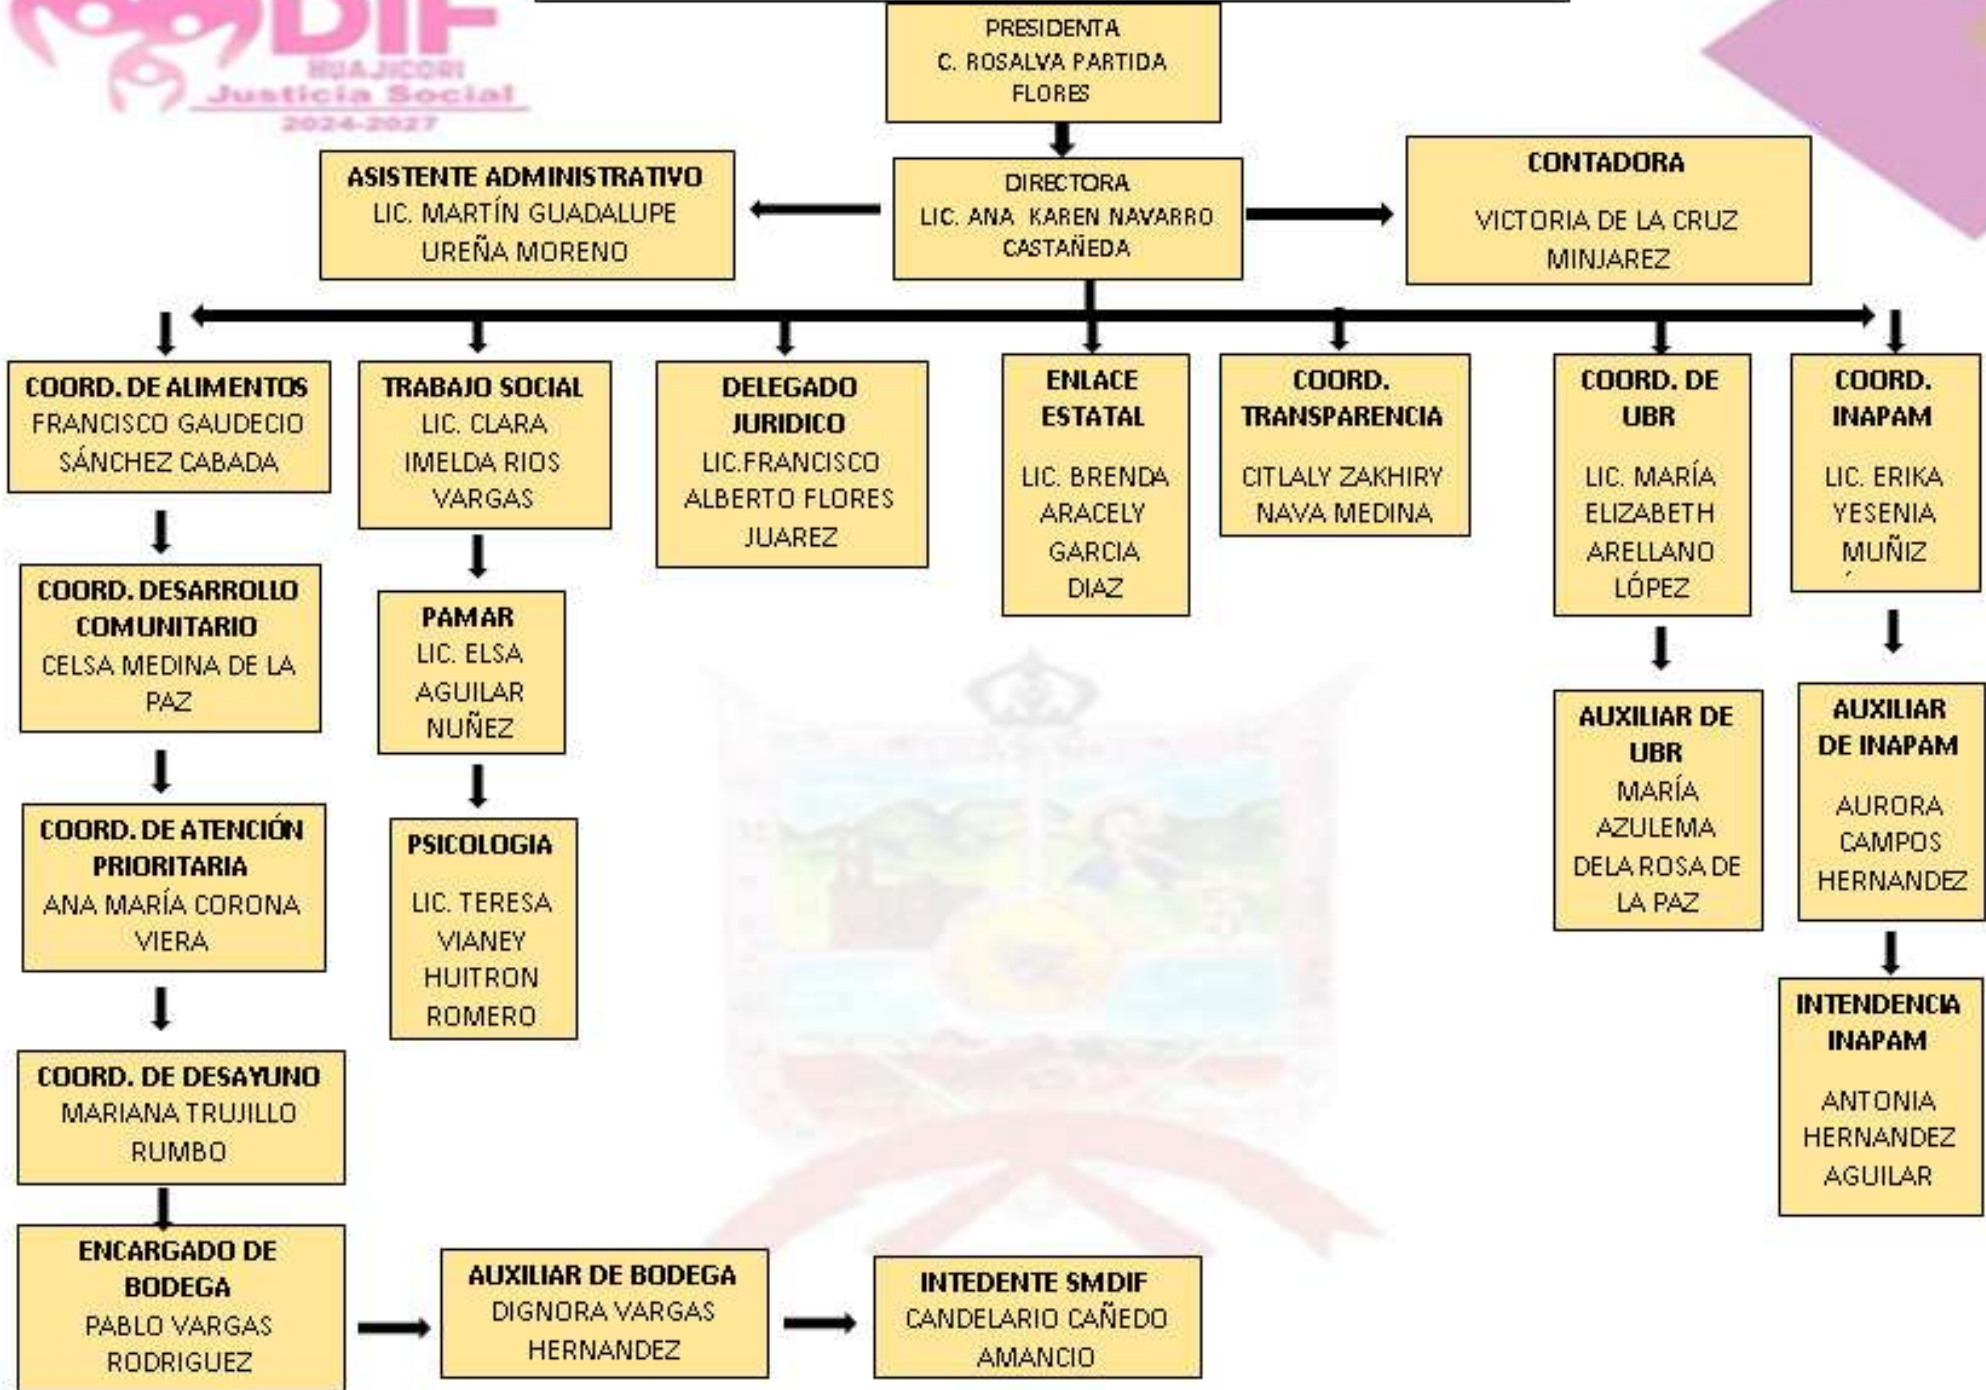 DIF
HUAJICORI
Justicia Social
2024-2027
PRESIDENTA
C. ROSALVA PARTIDA
FLORES
ASISTENTE ADMINISTRATIVO
LIC. MARTÍN GUADALUPE
UREÑA MORENO
DIRECTORA
LIC. ANA KAREN NAVARRO
CASTAÑEDA
CONTADORA
VICTORIA DE LA CRUZ
MINJAREZ
COORD. DE ALIMENTOS
FRANCISCO GAUDECIO
SÁNCHEZ CABADA
TRABAJO SOCIAL
LIC. CLARA
IMELDA RIOS
VARGAS
DELEGADO
JURIDICO
LIC.FRANCISCO
ALBERTO FLORES
JUAREZ
ENLACE
ESTATAL
LIC. BRENDA
ARACELY
GARCIA
DIAZ
COORD.
TRANSPARENCIA
CITLALY ZAKHIRY
NAVA MEDINA
COORD. DE
UBR
LIC. MARÍA
ELIZABETH
ARELLANO
LÓPEZ
COORD.
INAPAM
LIC. ERIKA
YESENIA
MUÑIZ
COORD. DESARROLLO
COMUNITARIO
CELSA MEDINA DE LA
PAZ
PAMAR
LIC. ELSA
AGUILAR
NUÑEZ
AUXILIAR DE
UBR
MARÍA
AZULEMA
DELA ROSA DE
LA PAZ
AUXILIAR
DE INAPAM
AURORA
CAMPOS
HERNANDEZ
COORD. DE ATENCIÓN
PRIORITARIA
ANA MARÍA CORONA
VIERA
PSICOLOGIA
LIC. TERESA
VIANEY
HUITRON
ROMERO
INTENDENCIA
INAPAM
ANTONIA
HERNANDEZ
AGUILAR
COORD. DE DESAYUNO
MARIANA TRUJILLO
RUMBO
ENCARGADO DE
BODEGA
PABLO VARGAS
RODRIGUEZ
AUXILIAR DE BODEGA
DIGNORA VARGAS
HERNANDEZ
INTEDENTE SMDIF
CANDELARIO CAÑEDO
AMANCIO